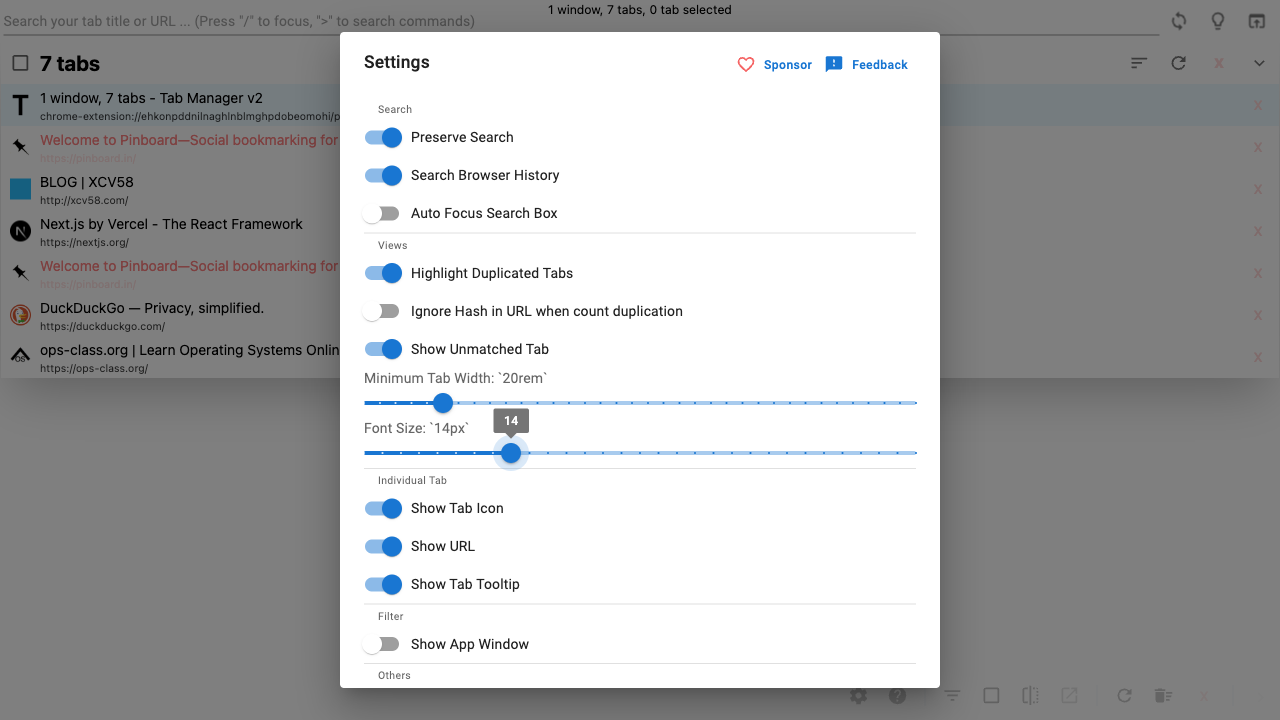 1 window, 7 tabs, 0 tab selected
Search your tab title or URL ... (Press "/" to focus, ">" to search commands)
7 tabs
1 window, 7 tabs - Tab Manager v2
chrome-extension://ehkonpddnilnaghlnblmghpdobeomohi/p
Welcome to Pinboard—Social bookmarking for
https://pinboard.in/
BLOG | XCV58
http://xcv58.com/
Next.js by Vercel - The React Framework
https://nextjs.org/
Welcome to Pinboard—Social bookmarking for
https://pinboard.in/
DuckDuckGo — Privacy, simplified.
https://duckduckgo.com/
ops-class.org | Learn Operating Systems Onlin
https://ops-class.org/
Settings
Sponsor
Feedback
Search
Preserve Search
Search Browser History
Auto Focus Search Box
Views
Highlight Duplicated Tabs
Ignore Hash in URL when count duplication
Show Unmatched Tab
Minimum Tab Width: `20rem`
14
Font Size: `14px`
Individual Tab
Show Tab Icon
Show URL
Show Tab Tooltip
Filter
Show App Window
Others